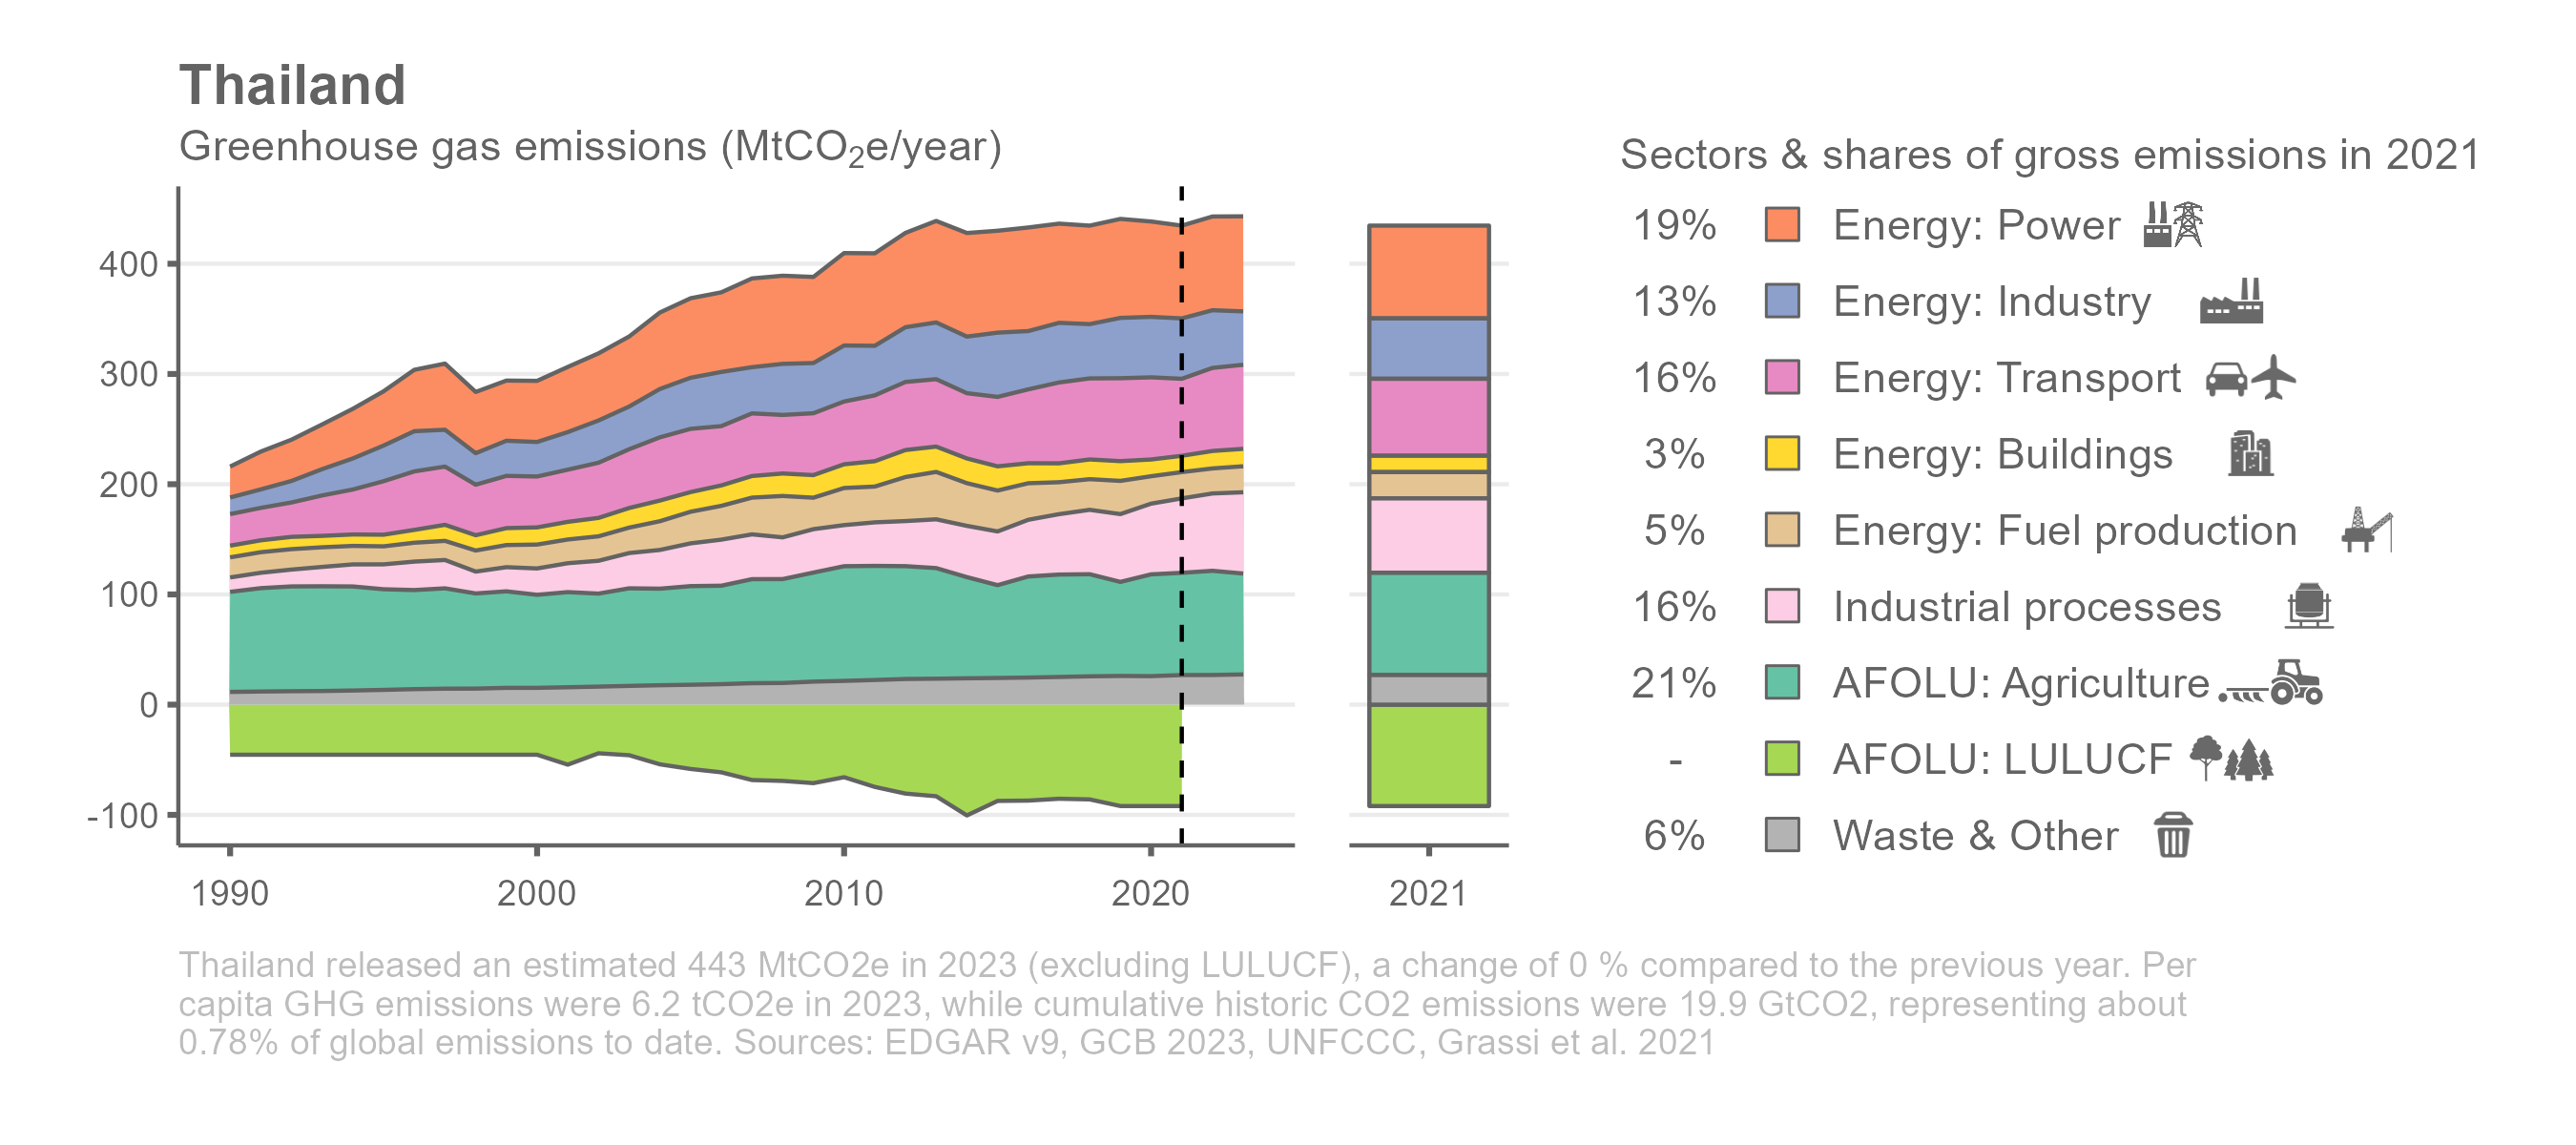 Thailand
Greenhouse gas emissions (MtCO₂e/year)
400
300
200
100
0
-100
1990
2000
2010
2020
2021
Sectors & shares of gross emissions in 2021
19% Energy: Power
13% Energy: Industry
16% Energy: Transport
3% Energy: Buildings
5% Energy: Fuel production
16% Industrial processes
21% AFOLU: Agriculture
- AFOLU: LULUCF
6% Waste & Other
Thailand released an estimated 443 MtCO2e in 2023 (excluding LULUCF), a change of 0 % compared to the previous year. Per
capita GHG emissions were 6.2 tCO2e in 2023, while cumulative historic CO2 emissions were 19.9 GtCO2, representing about
0.78% of global emissions to date. Sources: EDGAR v9, GCB 2023, UNFCCC, Grassi et al. 2021